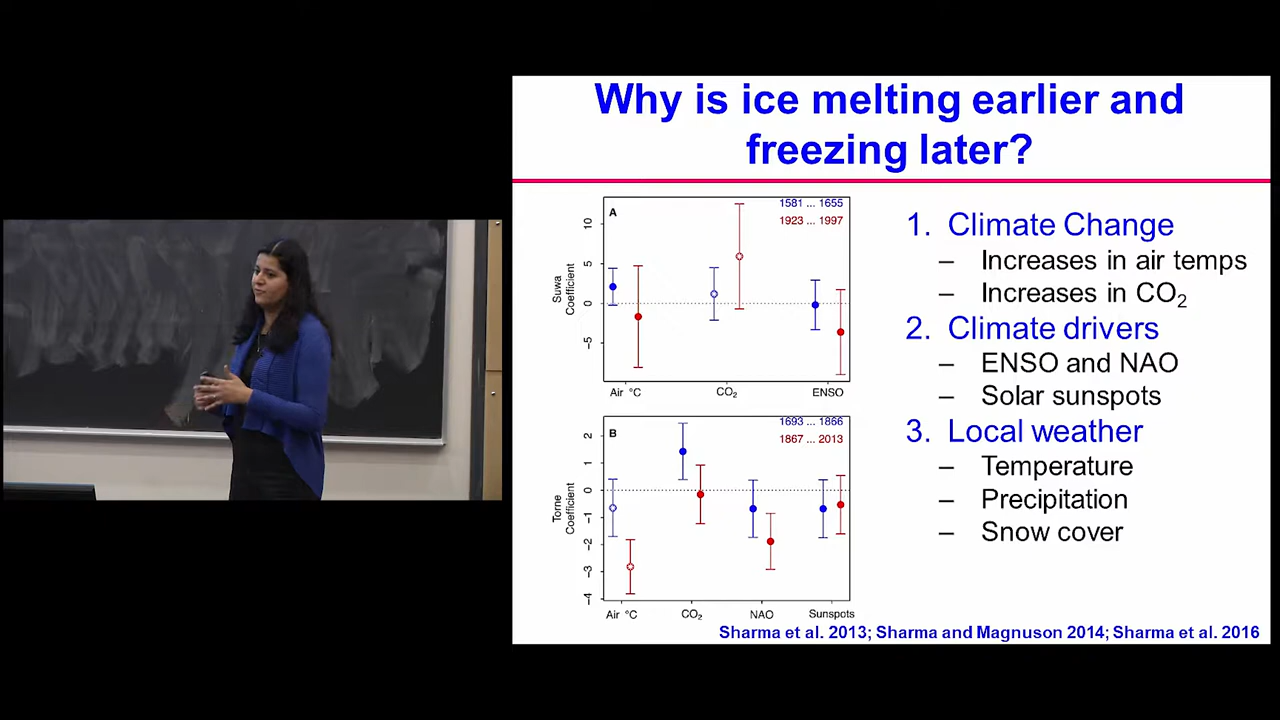 Why is ice melting earlier and
freezing later?
A
1581 ... 1655
1923 ... 1997
10
5
0
−5
Suwa
Coefficient
Air °C
CO₂
ENSO
B
1693 ... 1866
1867 ... 2013
2
1
0
−1
−2
−3
−4
Torne
Coefficient
Air °C
CO₂
NAO
Sunspots
1. Climate Change
– Increases in air temps
– Increases in CO₂
2. Climate drivers
– ENSO and NAO
– Solar sunspots
3. Local weather
– Temperature
– Precipitation
– Snow cover
Sharma et al. 2013; Sharma and Magnuson 2014; Sharma et al. 2016